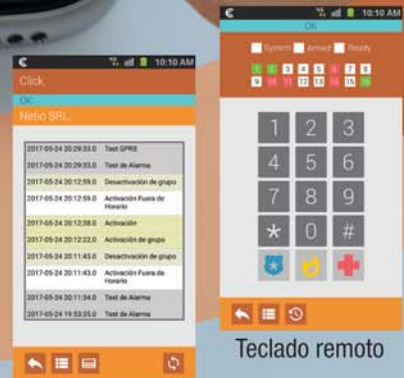 10:10 AM
Click
OK
Netio SRL.
2017-05-24 20:29:33.0 Test GPRS
2017-05-24 20:29:33.0 Test de Alarma
2017-05-24 20:12:59.0 Desactivación de grupo
2017-05-24 20:12:59.0 Activación Fuera de
Horario
2017-05-24 20:12:38.0 Activación
2017-05-24 20:12:22.0 Activación de grupo
2017-05-24 20:11:43.0 Desactivación de grupo
2017-05-24 20:11:43.0 Activación Fuera de
Horario
2017-05-24 20:11:34.0 Test de Alarma
2017-05-24 19:53:35.0 Test de Alarma
10:10 AM
OK
System Armed Ready
1 2 3 4 5 6 7 8
9 10 11 12 13 14 15 16
1 2 3
4 5 6
7 8 9
* 0 #
Teclado remoto